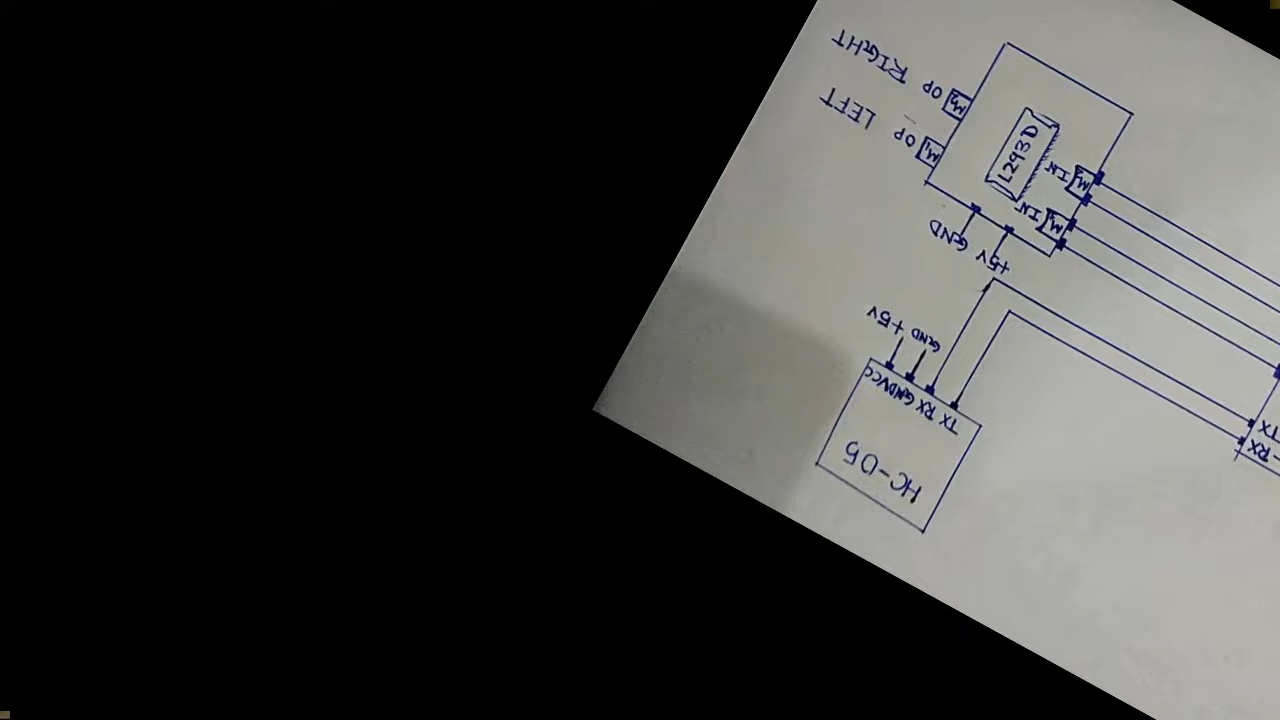 HC-05
TX RX GND VCC
GND
+5V
- RX
TX
+5V
GND
M1 IN
M2 IN
L293D
M1 OP LEFT
M2 OP RIGHT